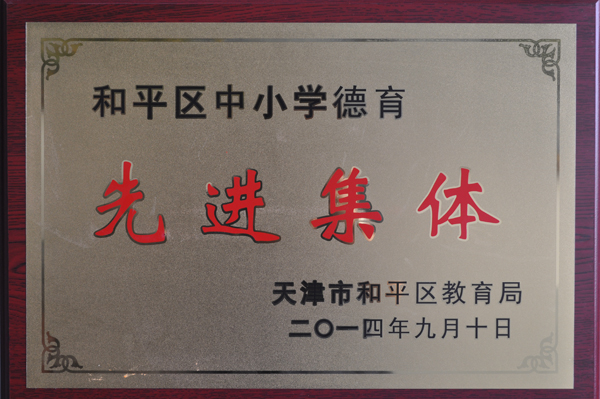 和平区中小学德育
先进集体
天津市和平区教育局
二〇一四年九月十日